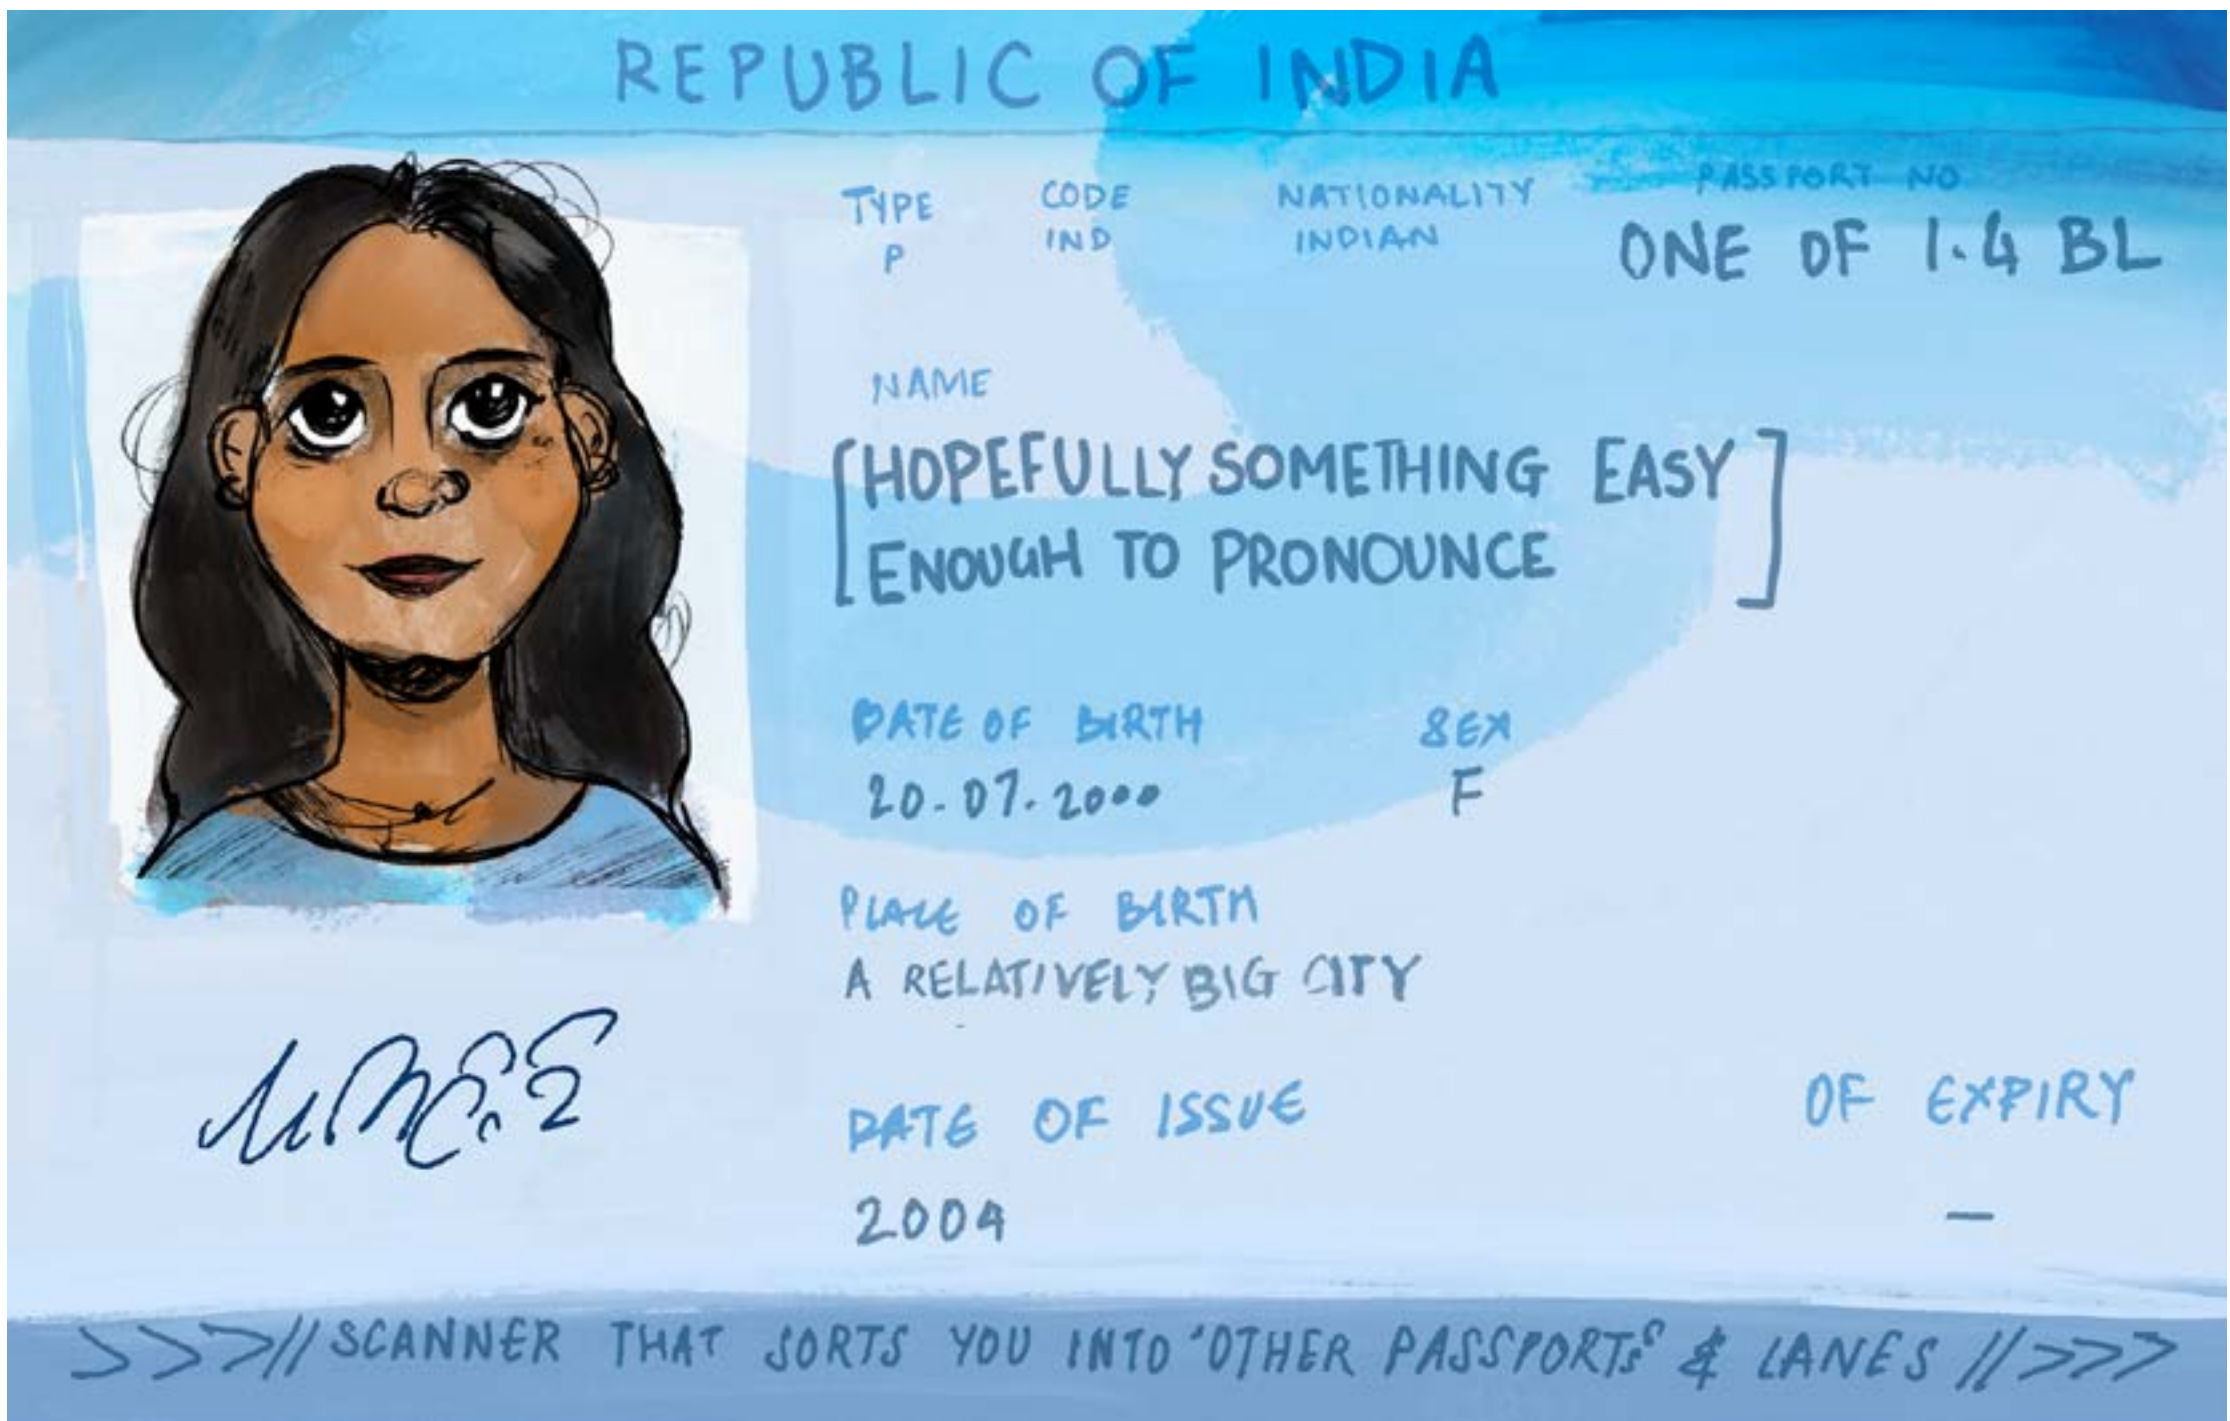 REPUBLIC OF INDIA
TYPE CODE NATIONALITY PASSPORT NO
P IND INDIAN ONE OF 1.4 BL
NAME
[HOPEFULLY SOMETHING EASY
ENOUGH TO PRONOUNCE]
DATE OF BIRTH SEX
20.07.2000 F
PLACE OF BIRTH
A RELATIVELY BIG CITY
DATE OF ISSUE OF EXPIRY
2004 —
>>>// SCANNER THAT SORTS YOU INTO 'OTHER PASSPORTS' & LANES //>>>